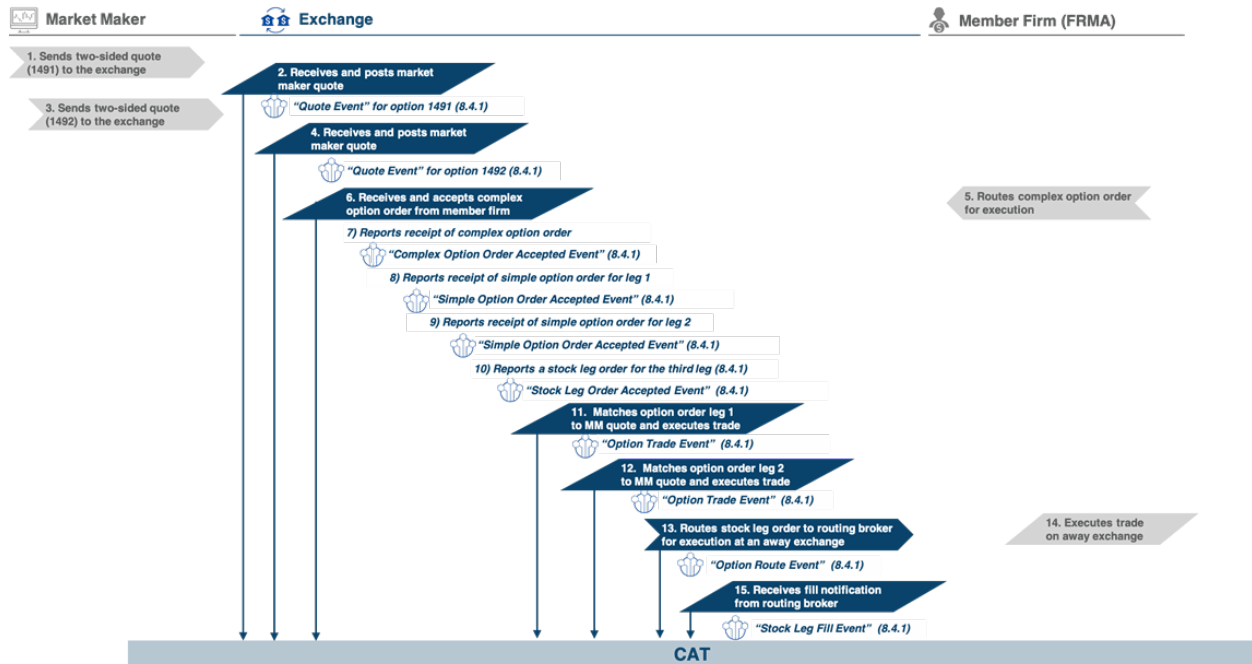 Market Maker
Exchange
Member Firm (FRMA)
1. Sends two-sided quote
(1491) to the exchange
2. Receives and posts market
maker quote
"Quote Event" for option 1491 (8.4.1)
3. Sends two-sided quote
(1492) to the exchange
4. Receives and posts market
maker quote
"Quote Event" for option 1492 (8.4.1)
5. Routes complex option order
for execution
6. Receives and accepts complex
option order from member firm
7) Reports receipt of complex option order
"Complex Option Order Accepted Event" (8.4.1)
8) Reports receipt of simple option order for leg 1
"Simple Option Order Accepted Event" (8.4.1)
9) Reports receipt of simple option order for leg 2
"Simple Option Order Accepted Event" (8.4.1)
10) Reports a stock leg order for the third leg (8.4.1)
"Stock Leg Order Accepted Event" (8.4.1)
11. Matches option order leg 1
to MM quote and executes trade
"Option Trade Event" (8.4.1)
12. Matches option order leg 2
to MM quote and executes trade
"Option Trade Event" (8.4.1)
13. Routes stock leg order to routing broker
for execution at an away exchange
"Option Route Event" (8.4.1)
14. Executes trade
on away exchange
15. Receives fill notification
from routing broker
"Stock Leg Fill Event" (8.4.1)
CAT